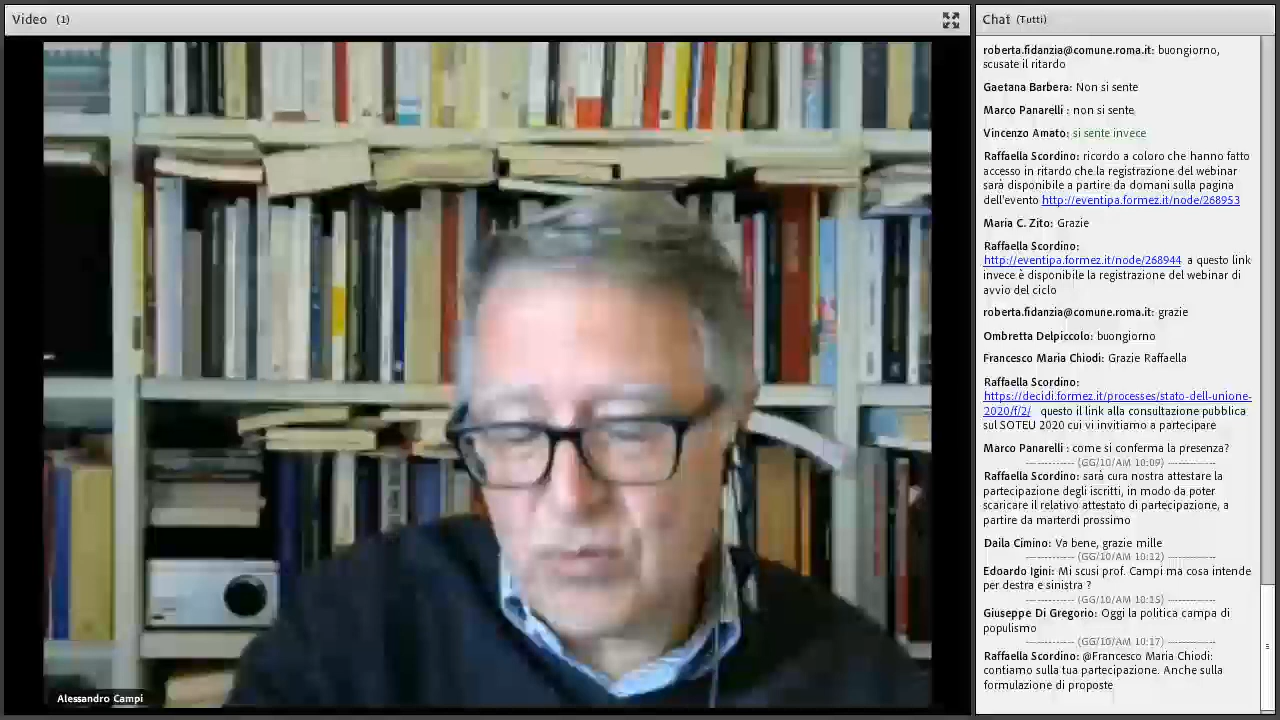 Video (1)
Alessandro Campi
Chat (Tutti)
roberta.fidanzia@comune.roma.it: buongiorno,
scusate il ritardo
Gaetana Barbera: Non si sente
Marco Panarelli : non si sente
Vincenzo Amato: si sente invece
Raffaella Scordino: ricordo a coloro che hanno fatto
accesso in ritardo che la registrazione del webinar
sarà disponibile a partire da domani sulla pagina
dell'evento http://eventipa.formez.it/node/268953
Maria C. Zito: Grazie
Raffaella Scordino:
http://eventipa.formez.it/node/268944 a questo link
invece è disponibile la registrazione del webinar di
avvio del ciclo
roberta.fidanzia@comune.roma.it: grazie
Ombretta Delpiccolo: buongiorno
Francesco Maria Chiodi: Grazie Raffaella
Raffaella Scordino:
https://decidi.formez.it/processes/stato-dell-unione-
2020/f/2/ questo il link alla consultazione pubblica
sul SOTEU 2020 cui vi invitiamo a partecipare
Marco Panarelli : come si conferma la presenza?
------------- (GG/10/AM 10:09) -------------
Raffaella Scordino: sarà cura nostra attestare la
partecipazione degli iscritti, in modo da poter
scaricare il relativo attestato di partecipazione, a
partire da marterdi prossimo
Daila Cimino: Va bene, grazie mille
------------- (GG/10/AM 10:12) -------------
Edoardo Igini: Mi scusi prof. Campi ma cosa intende
per destra e sinistra ?
------------- (GG/10/AM 10:15) -------------
Giuseppe Di Gregorio: Oggi la politica campa di
populismo
------------- (GG/10/AM 10:17) -------------
Raffaella Scordino: @Francesco Maria Chiodi:
contiamo sulla tua partecipazione. Anche sulla
formulazione di proposte